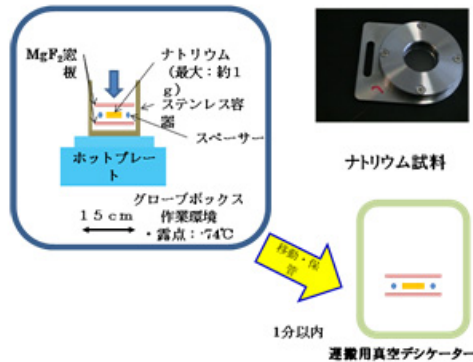 MgF₂窓
板
ナトリウム
(最大:約1
g)
ステンレス容
器
スペーサー
ホットプレー
ト
グローブボックス
作業環境
・露点:-74℃
15cm
ナトリウム試料
移動・保
管
1分以内
運搬用真空デシケーター